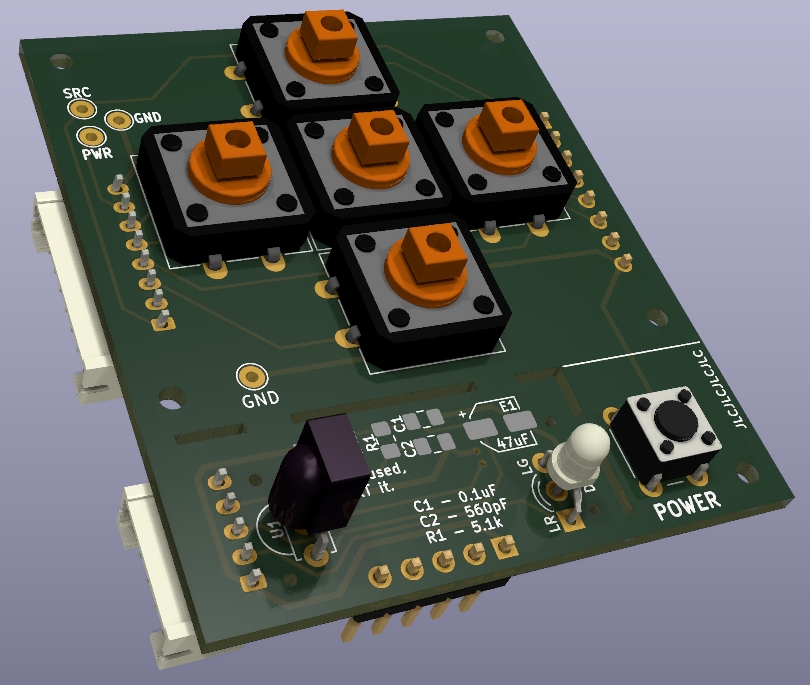 SRC
GND
PWR
GND
R1
C1
C2
+
E1
47uF
used,
it.
C1 – 0.1uF
C2 – 560pF
R1 – 5.1k
U1
LG
LR
POWER
JLCJLCJLCJLC